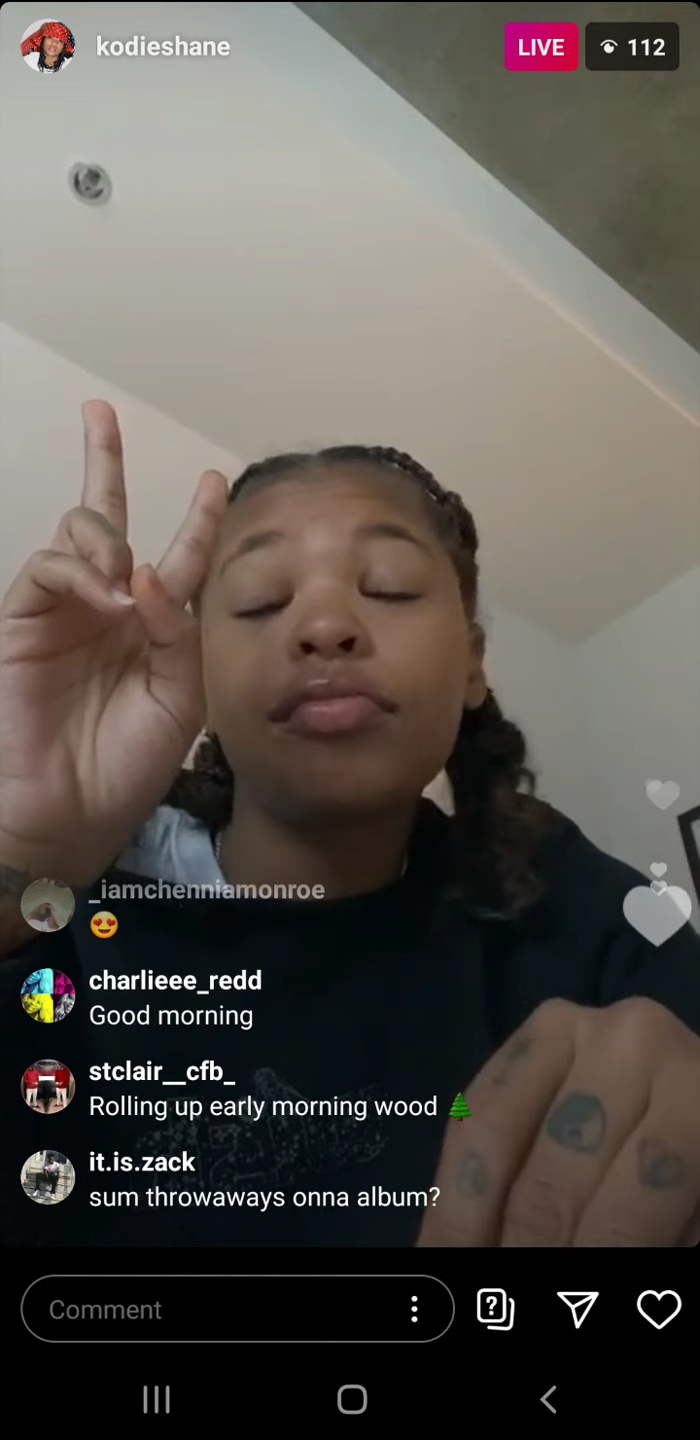 kodieshane
LIVE
112
_iamchenniamonroe
😍
charlieee_redd
Good morning
stclair__cfb_
Rolling up early morning wood 🌲
it.is.zack
sum throwaways onna album?
Comment